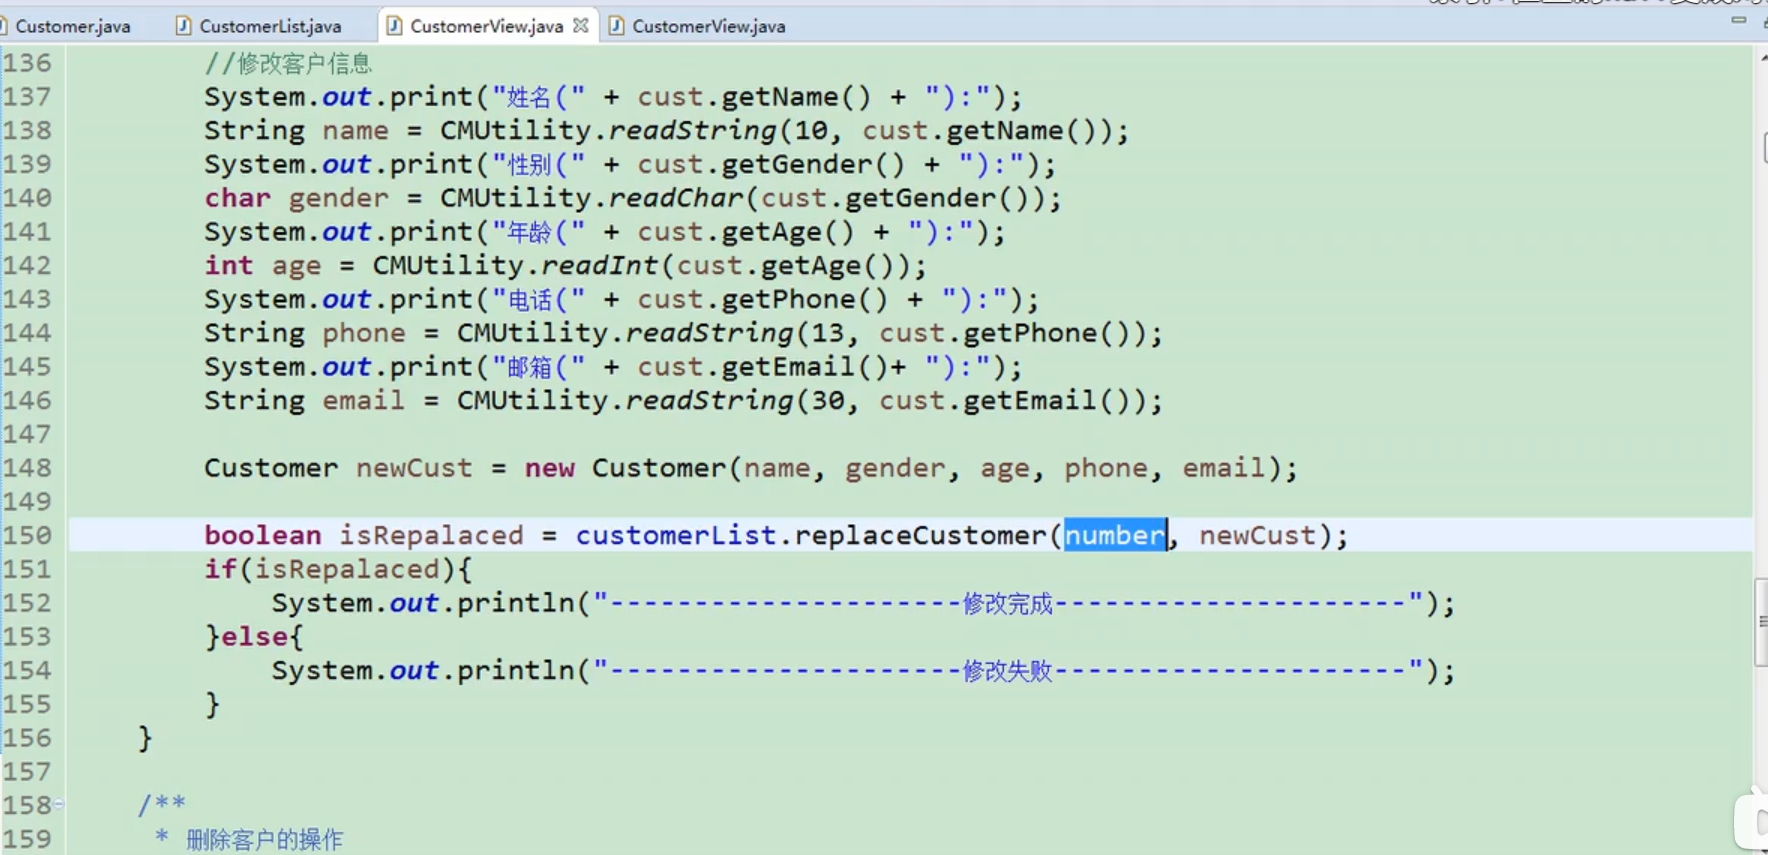 Customer.java CustomerList.java CustomerView.java CustomerView.java
136 //修改客户信息
137 System.out.print("姓名(" + cust.getName() + "):");
138 String name = CMUtility.readString(10, cust.getName());
139 System.out.print("性别(" + cust.getGender() + "):");
140 char gender = CMUtility.readChar(cust.getGender());
141 System.out.print("年龄(" + cust.getAge() + "):");
142 int age = CMUtility.readInt(cust.getAge());
143 System.out.print("电话(" + cust.getPhone() + "):");
144 String phone = CMUtility.readString(13, cust.getPhone());
145 System.out.print("邮箱(" + cust.getEmail()+ "):");
146 String email = CMUtility.readString(30, cust.getEmail());
147
148 Customer newCust = new Customer(name, gender, age, phone, email);
149
150 boolean isRepalaced = customerList.replaceCustomer(number, newCust);
151 if(isRepalaced){
152 System.out.println("---------------------修改完成---------------------");
153 }else{
154 System.out.println("---------------------修改失败---------------------");
155 }
156 }
157
158 /**
159 * 删除客户的操作